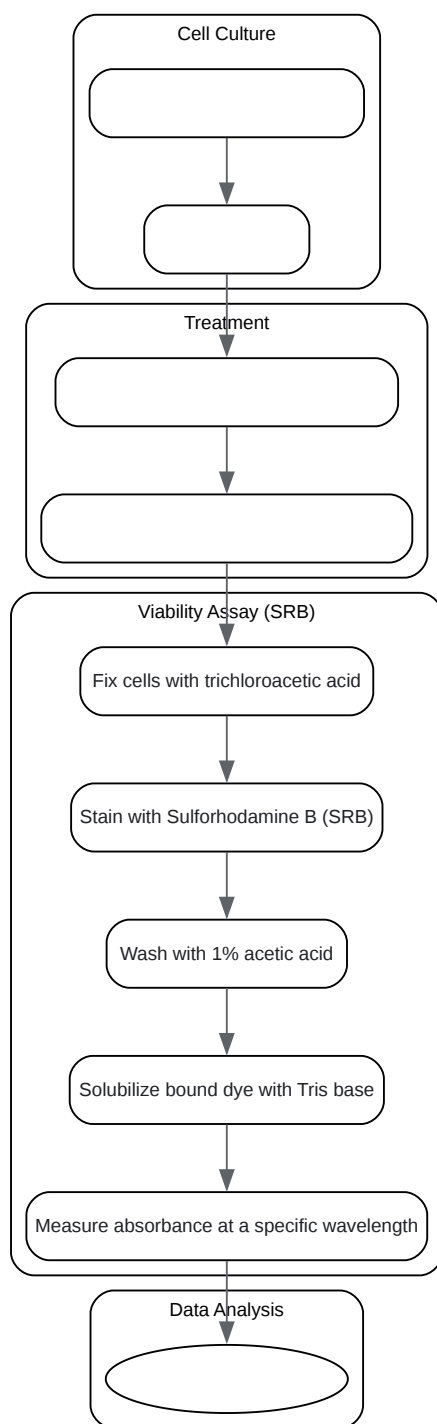 Cell Culture
Treatment
Viability Assay (SRB)
Fix cells with trichloroacetic acid
Stain with Sulforhodamine B (SRB)
Wash with 1% acetic acid
Solubilize bound dye with Tris base
Measure absorbance at a specific wavelength
Data Analysis